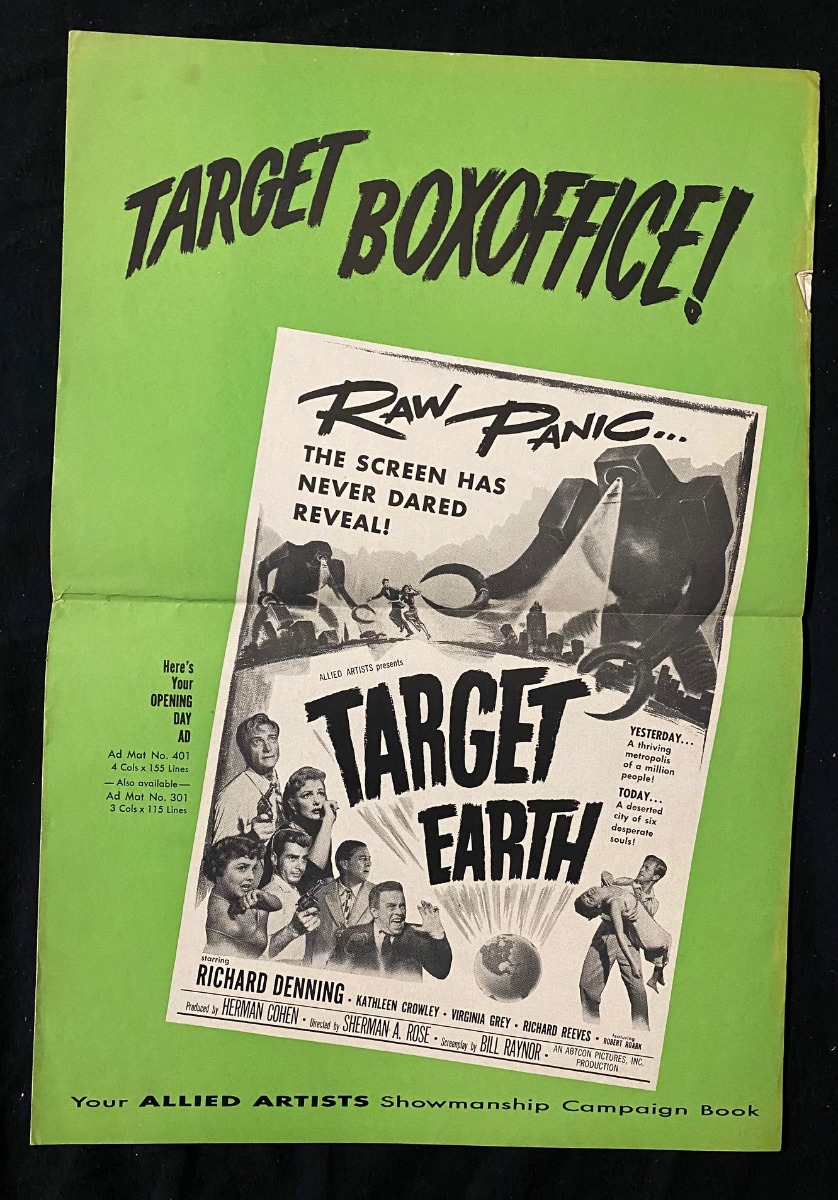 TARGET BOXOFFICE!
RAW PANIC...
THE SCREEN HAS
NEVER DARED
REVEAL!
Here's
Your
OPENING
DAY
AD
Ad Mat No. 401
4 Cols x 155 Lines
— Also available —
Ad Mat No. 301
3 Cols x 115 Lines
ALLIED ARTISTS presents
TARGET
EARTH
YESTERDAY...
A thriving
metropolis
of a million
people!
TODAY...
A deserted
city of six
desperate
souls!
starring
RICHARD DENNING • KATHLEEN CROWLEY • VIRGINIA GREY • RICHARD REEVES • featuring ROBERT ROARK
Produced by HERMAN COHEN • Directed by SHERMAN A. ROSE • Screenplay by BILL RAYNOR • AN ABTCON PICTURES, INC. PRODUCTION
Your ALLIED ARTISTS Showmanship Campaign Book